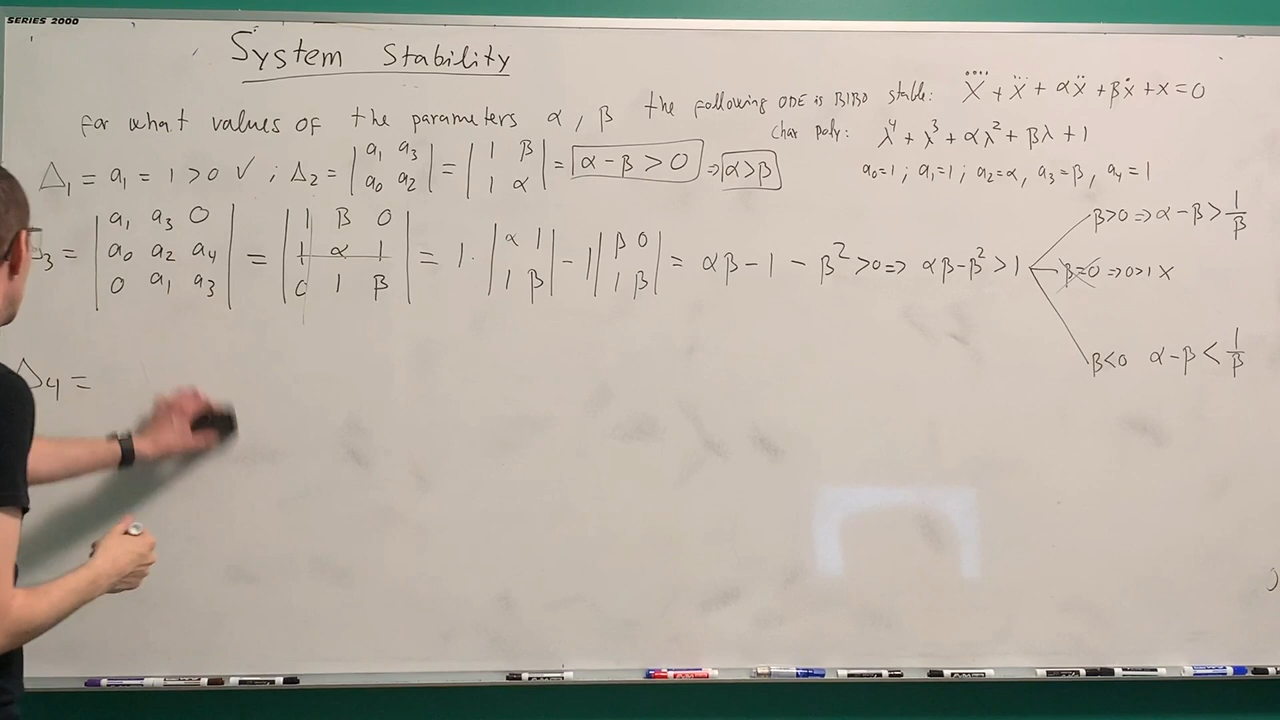 SERIES 2000
System Stability
For what values of the parameters α, β the following ODE is BIBO stable: ẍ̈ + x⃛ + αẍ + βẋ + x = 0
Char poly: λ⁴ + λ³ + αλ² + βλ + 1
a₀=1; a₁=1; a₂=α, a₃=β, a₄=1
Δ₁ = a₁ = 1 > 0 ✓ ; Δ₂ = |a₁ a₃; a₀ a₂| = |1 β; 1 α| = α − β > 0 ⇒ α > β
Δ₃ = |a₁ a₃ 0; a₀ a₂ a₄; 0 a₁ a₃| = |1 β 0; 1 α 1; 0 1 β| = 1·|α 1; 1 β| − 1|β 0; 1 β| = αβ − 1 − β² > 0 ⇒ αβ − β² > 1
β>0 ⇒ α − β > 1/β
β=0 ⇒ 0>1 X
β<0 α − β < 1/β
Δ₄ =